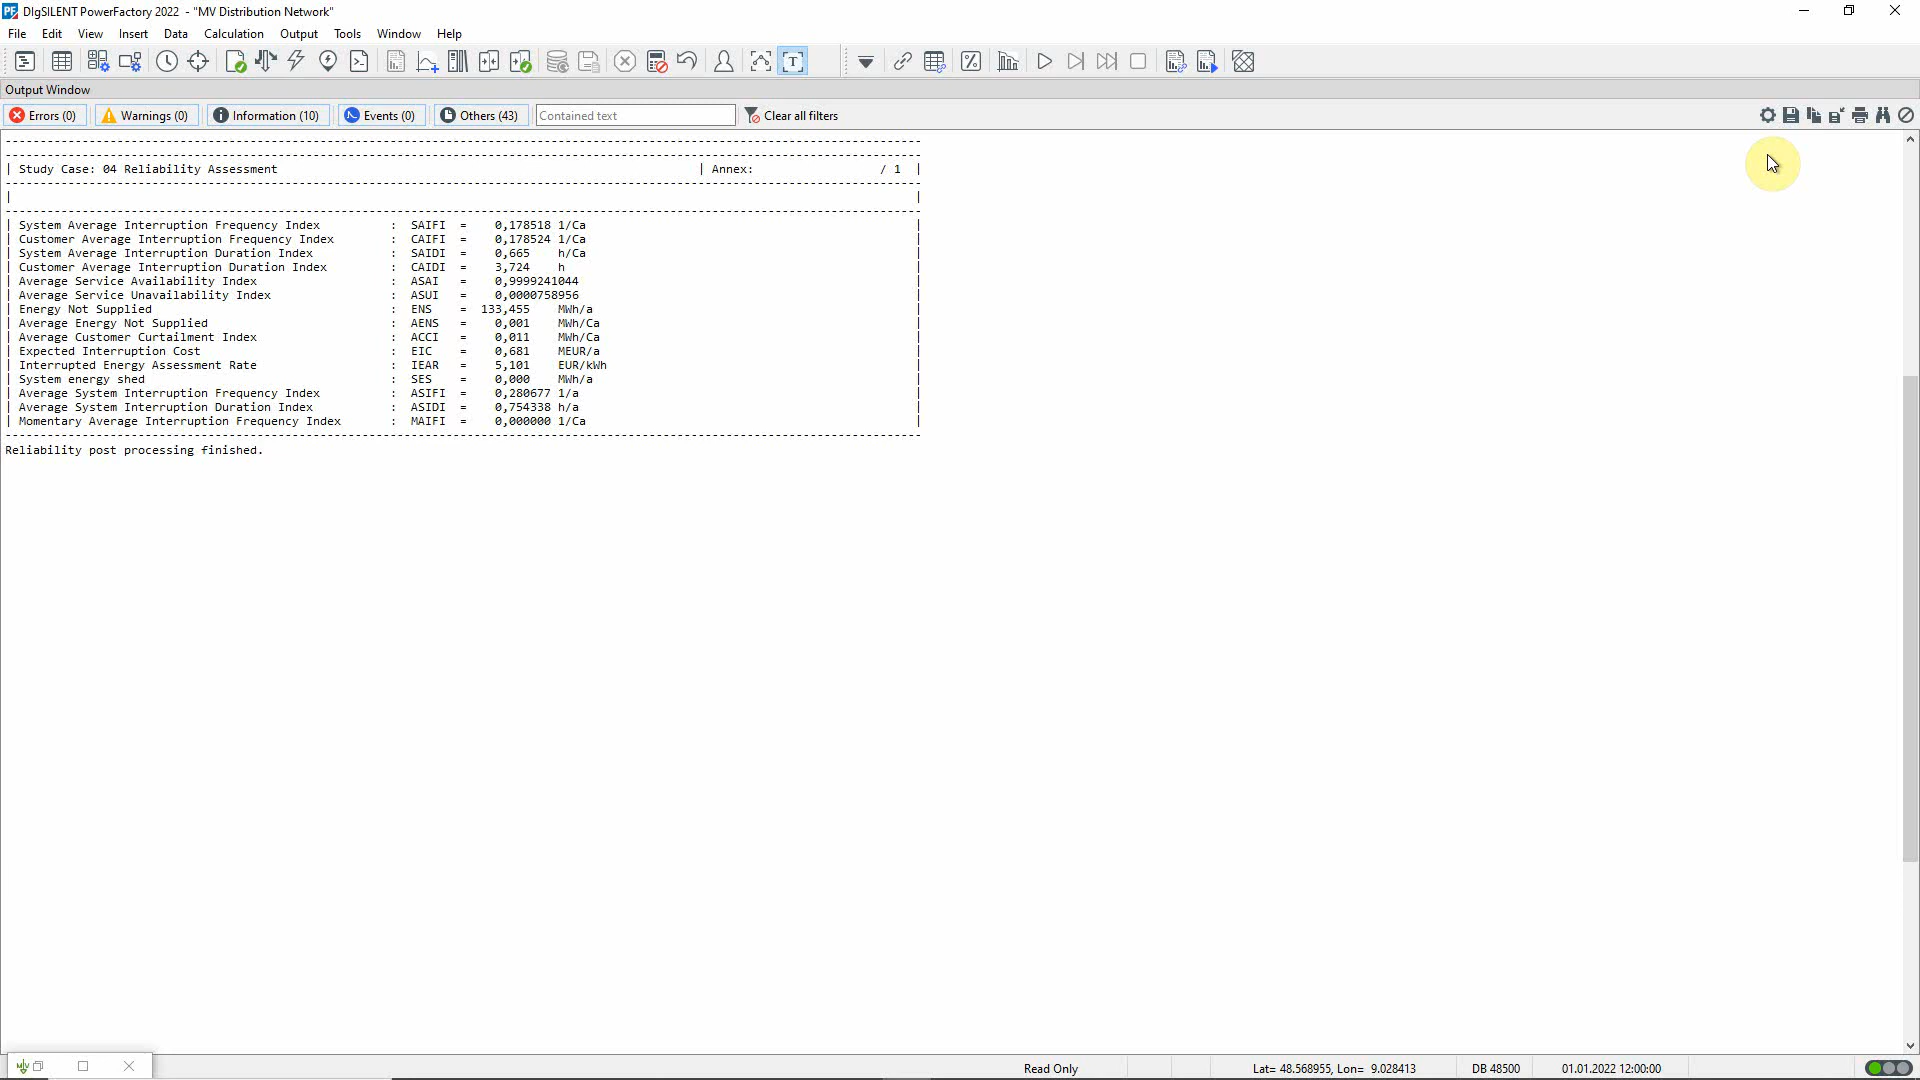 DIgSILENT PowerFactory 2022 - "MV Distribution Network"
File Edit View Insert Data Calculation Output Tools Window Help
Output Window
Errors (0) Warnings (0) Information (10) Events (0) Others (43) Contained text Clear all filters
| Study Case: 04 Reliability Assessment | Annex: / 1 |
| System Average Interruption Frequency Index : SAIFI = 0,178518 1/Ca |
| Customer Average Interruption Frequency Index : CAIFI = 0,178524 1/Ca |
| System Average Interruption Duration Index : SAIDI = 0,665 h/Ca |
| Customer Average Interruption Duration Index : CAIDI = 3,724 h |
| Average Service Availability Index : ASAI = 0,9999241044 |
| Average Service Unavailability Index : ASUI = 0,0000758956 |
| Energy Not Supplied : ENS = 133,455 MWh/a |
| Average Energy Not Supplied : AENS = 0,001 MWh/Ca |
| Average Customer Curtailment Index : ACCI = 0,011 MWh/Ca |
| Expected Interruption Cost : EIC = 0,681 MEUR/a |
| Interrupted Energy Assessment Rate : IEAR = 5,101 EUR/kWh |
| System energy shed : SES = 0,000 MWh/a |
| Average System Interruption Frequency Index : ASIFI = 0,280677 1/a |
| Average System Interruption Duration Index : ASIDI = 0,754338 h/a |
| Momentary Average Interruption Frequency Index : MAIFI = 0,000000 1/Ca |
Reliability post processing finished.
Read Only Lat= 48.568955, Lon= 9.028413 DB 48500 01.01.2022 12:00:00